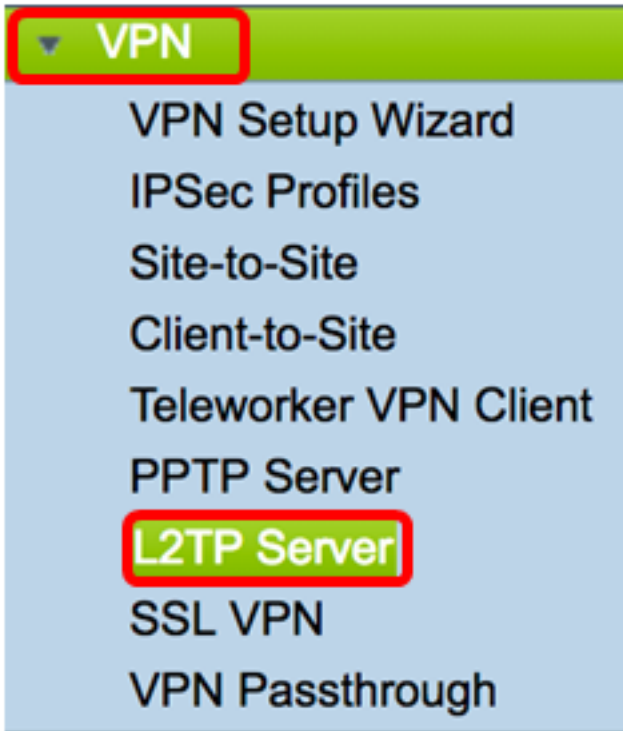 VPN
VPN Setup Wizard
IPSec Profiles
Site-to-Site
Client-to-Site
Teleworker VPN Client
PPTP Server
L2TP Server
SSL VPN
VPN Passthrough